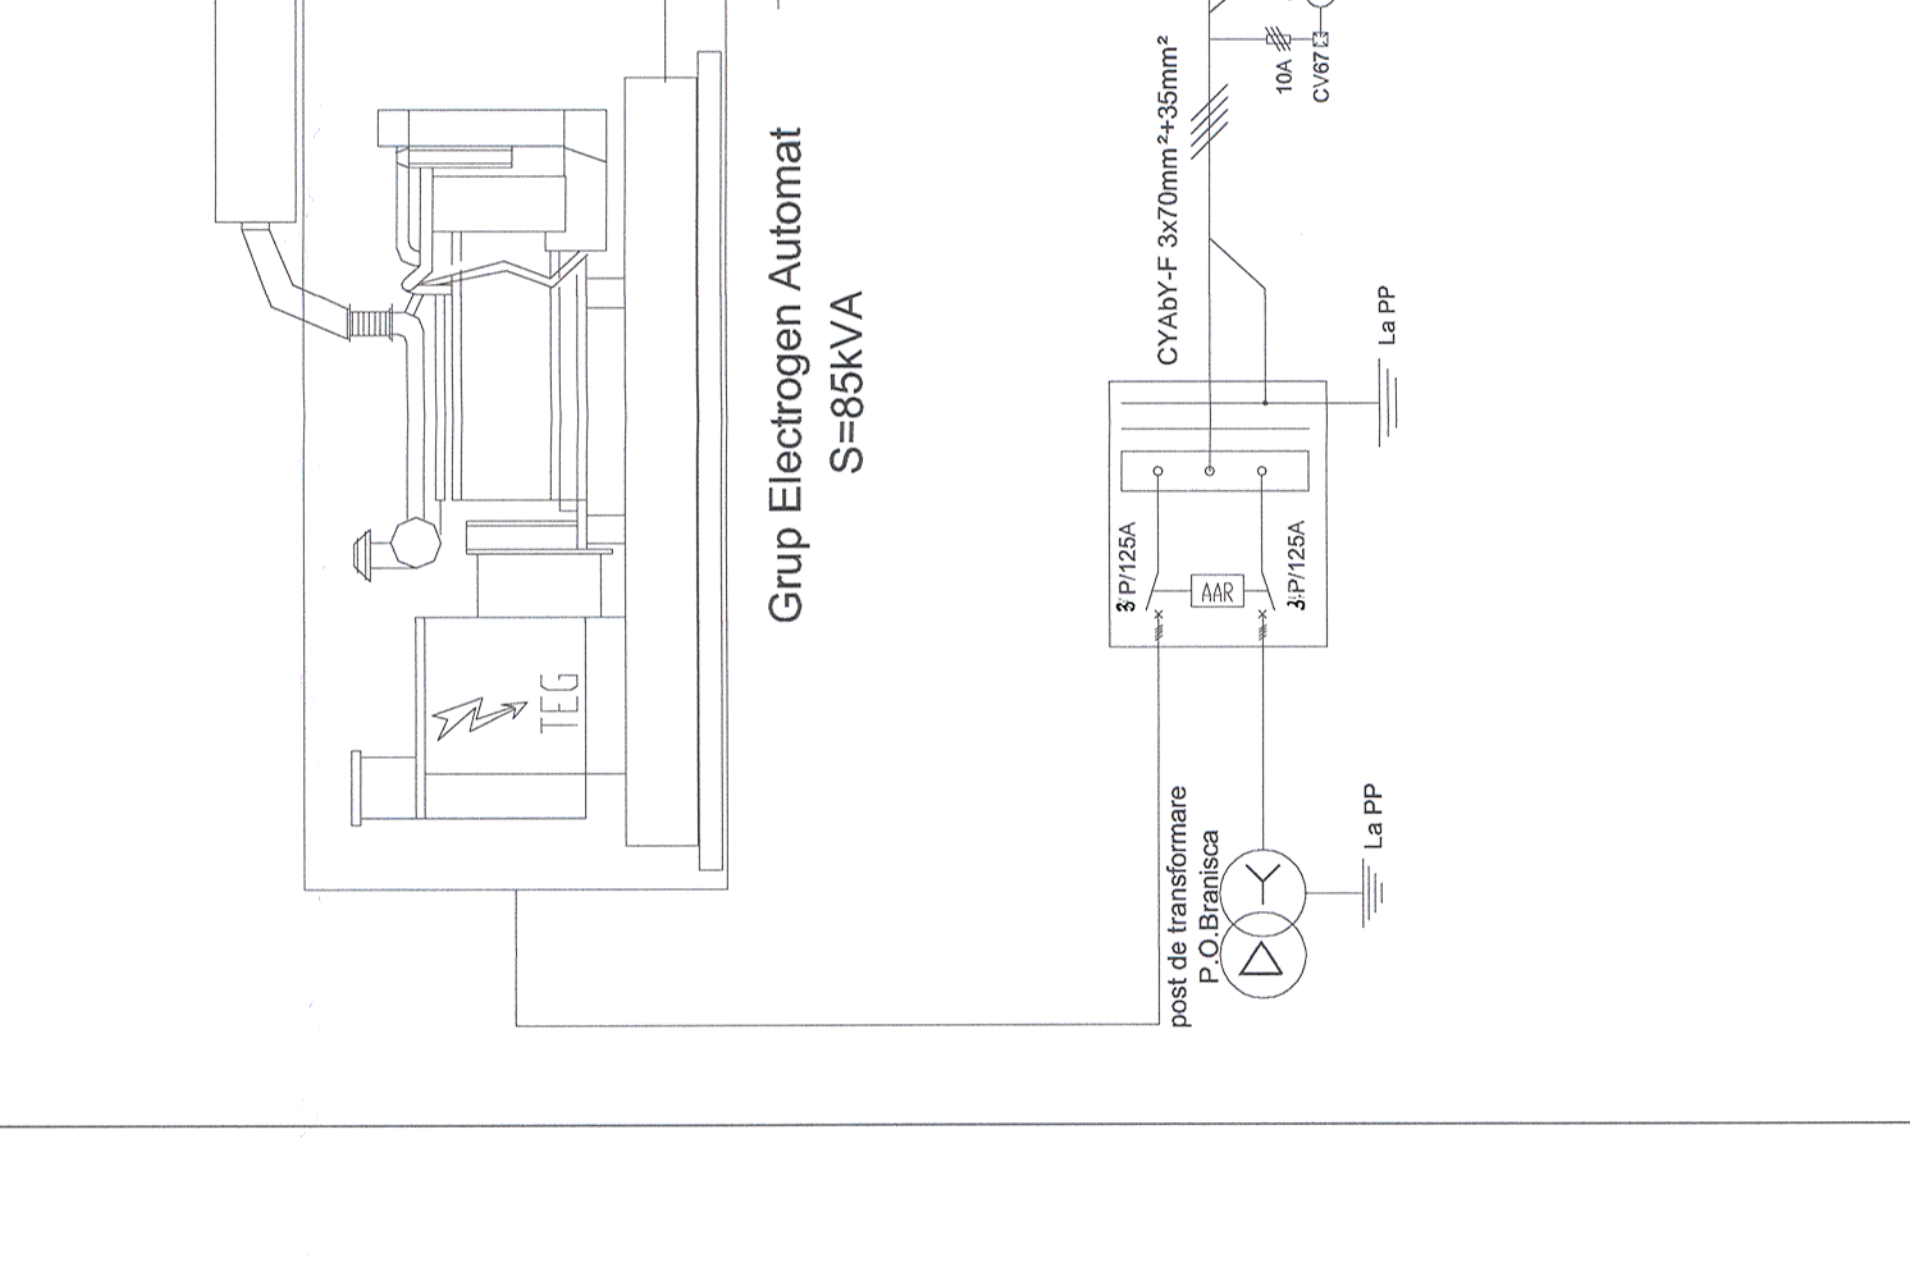 Grup Electrogen Automat
S=85kVA
TEG
CYAbY-F 3x70mm²+35mm²
10A
CV67
La PP
3P/125A
AAR
3P/125A
post de transformare
P.O.Branisca
La PP